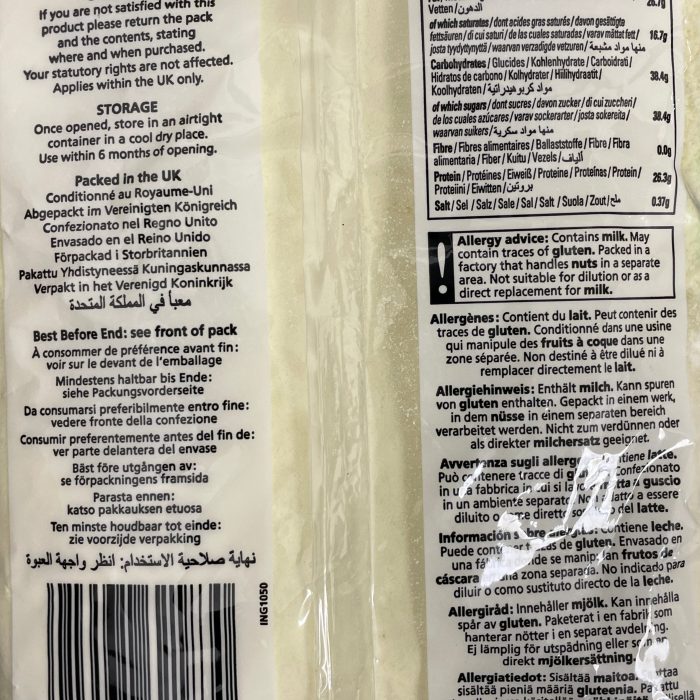 If you are not satisfied with this
product please return the pack
and the contents, stating
where and when purchased.
Your statutory rights are not affected.
Applies within the UK only.
STORAGE
Once opened, store in an airtight
container in a cool dry place.
Use within 6 months of opening.
Packed in the UK
Conditionné au Royaume-Uni
Abgepackt im Vereinigten Königreich
Confezionato nel Regno Unito
Envasado en el Reino Unido
Förpackad i Storbritannien
Pakattu Yhdistyneessä Kuningaskunnassa
Verpakt in het Verenigd Koninkrijk
معبأ في المملكة المتحدة
Best Before End: see front of pack
À consommer de préférence avant fin:
voir sur le devant de l'emballage
Mindestens haltbar bis Ende:
siehe Packungsvorderseite
Da consumarsi preferibilmente entro fine:
vedere fronte della confezione
Consumir preferentemente antes del fin de:
ver parte delantera del envase
Bäst före utgången av:
se förpackningens framsida
Parasta ennen:
katso pakkauksen etuosa
Ten minste houdbaar tot einde:
zie voorzijde verpakking
نهاية صلاحية الاستخدام: انظر واجهة العبوة
ING1050
Vetten/الدهون 26.7g
of which saturates/dont acides gras saturés/davon gesättigte
fettsäuren/di cui saturi/de las cuales saturadas/varav mättat fett/ 16.7g
josta tyydyttynyttä/waarvan verzadigde vetzuren/منها مواد مشبعة
Carbohydrates/Glucides/Kohlenhydrate/Carboidrati/
Hidratos de carbono/Kolhydrater/Hiilihydraatit/ 38.4g
Koolhydraten/مواد كربوهيدراتية
of which sugars/dont sucres/davon zucker/di cui zuccheri/
de los cuales azúcares/varav sockerarter/josta sokereita/ 38.4g
waarvan suikers/منها مواد سكرية
Fibre/Fibres alimentaires/Ballaststoffe/Fibre/Fibra 0.0g
alimentaria/Fiber/Kuitu/Vezels/ألياف
Protein/Protéines/Eiweiß/Proteine/Proteínas/Protein/ 26.3g
Proteiini/Eiwitten/بروتين
Salt/Sel/Salz/Sale/Sal/Salt/Suola/Zout/ملح 0.37g
! Allergy advice: Contains milk. May
contain traces of gluten. Packed in a
factory that handles nuts in a separate
area. Not suitable for dilution or as a
direct replacement for milk.
Allergènes: Contient du lait. Peut contenir des
traces de gluten. Conditionné dans une usine
qui manipule des fruits à coque dans une
zone séparée. Non destiné à être dilué ni à
remplacer directement le lait.
Allergiehinweis: Enthält milch. Kann spuren
von gluten enthalten. Gepackt in einem werk,
in dem nüsse in einem separaten bereich
verarbeitet werden. Nicht zum verdünnen oder
als direkter milchersatz geeignet.
Avvertenza sugli latte.
Può contenere tracce di Confezionato
in una fabbrica in cui si guscio
in un ambiente a essere
diluito o diretto del latte.
Información sobre Contiene leche.
Puede de gluten. Envasado en
una se frutos de
cáscara zona separada. No indicado para
diluir o como sustituto directo de la leche.
Allergiråd: Innehåller mjölk. Kan innehålla
spår av gluten. Paketerat i en fabrik som
hanterar nötter i en separat avdelning.
Ej lämplig för utspädning eller som en
direkt mjölkersättning.
Allergiatiedot: Sisältää maitoa.
sisältää pieniä määriä gluteenia. Pakattu